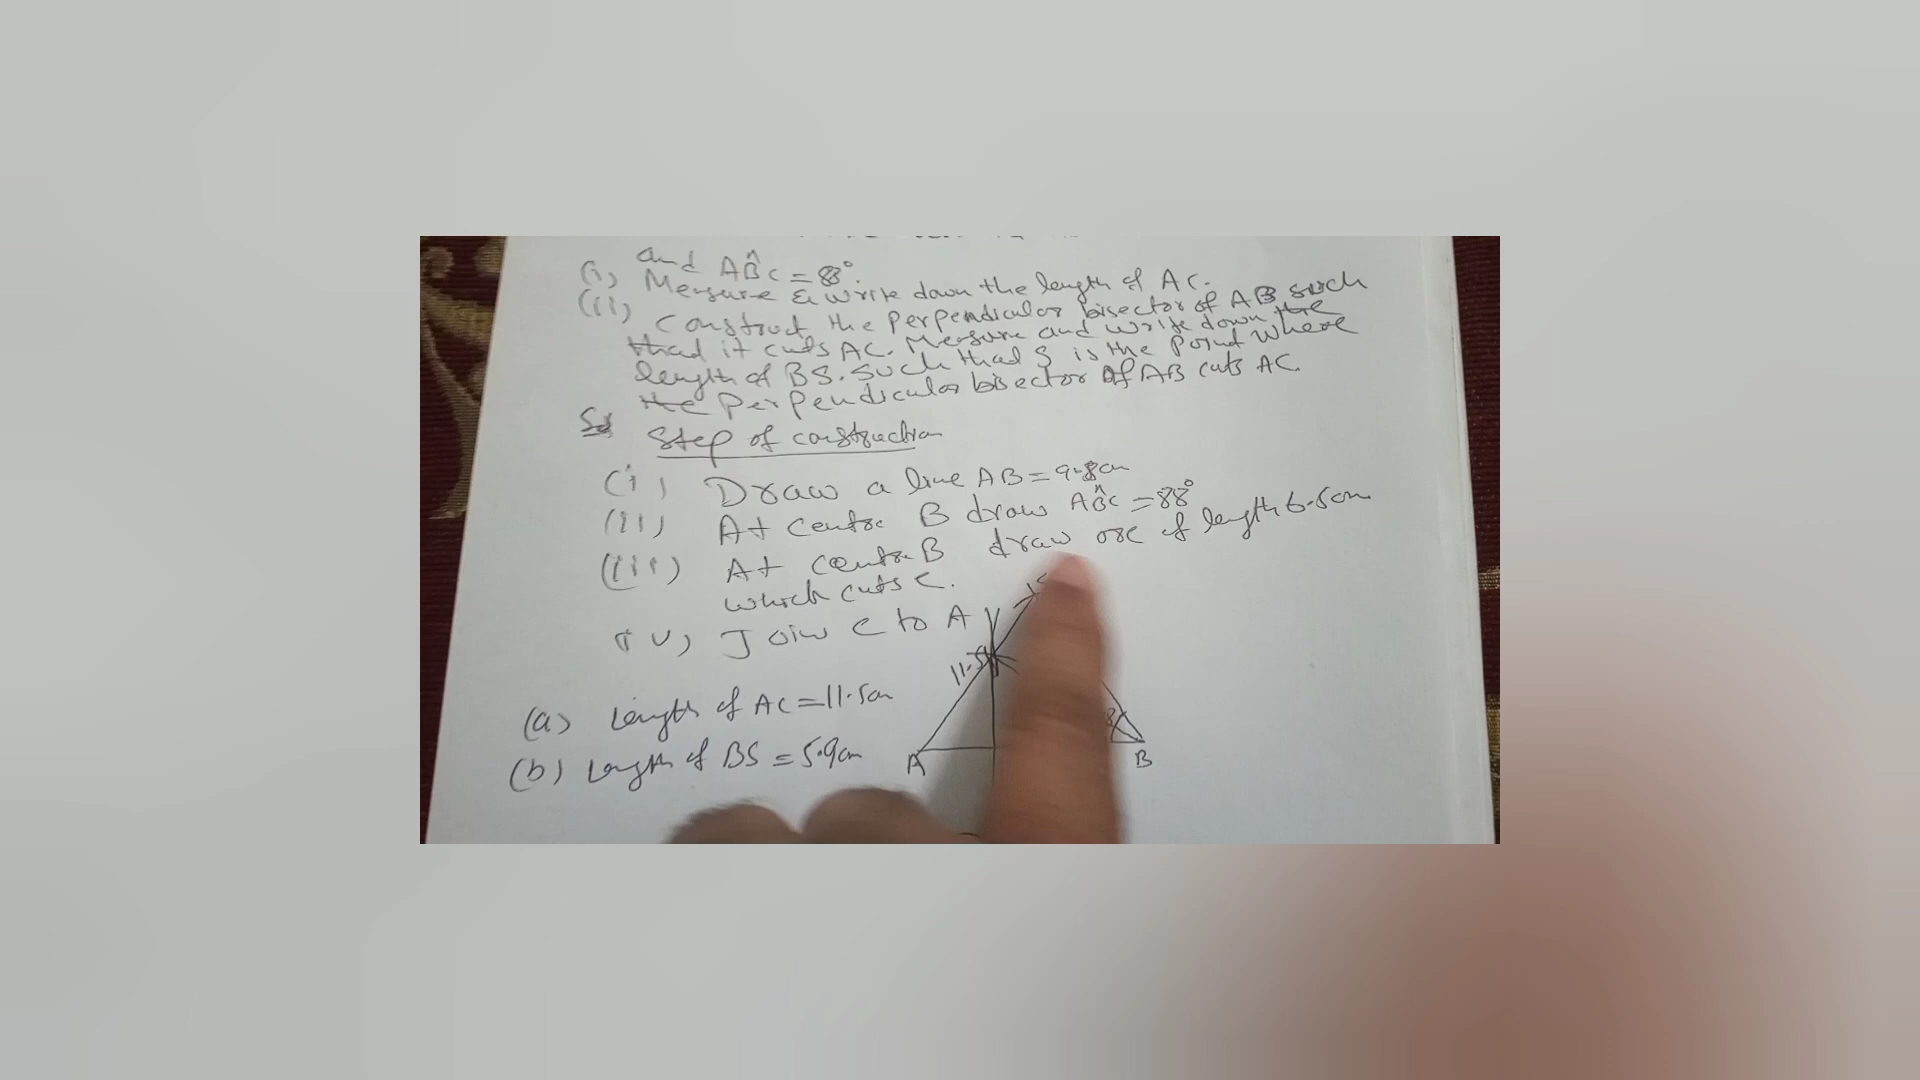 and AB̂C = 88°.
(i) Measure & write down the length of AC.
(ii) Construct the perpendicular bisector of AB such
that it cuts AC. Measure and write down the
length of BS. Such that S is the point where
the perpendicular bisector of AB cuts AC.
Sol Step of construction
(i) Draw a line AB = 9.8cm
(ii) At centre B draw AB̂C = 88°
(iii) At centre B draw arc of length 6.5cm
which cuts C.
iv) Join C to A
(a) Length of AC = 11.5cm
(b) Length of BS = 5.9cm
11.5
A
B